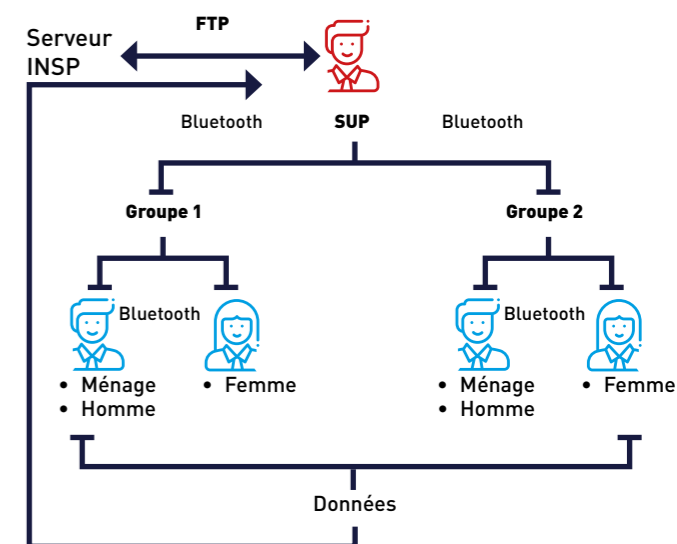 FTP
Serveur
INSP
Bluetooth
SUP
Bluetooth
Groupe 1
Groupe 2
Bluetooth
Bluetooth
• Ménage
• Homme
• Femme
• Ménage
• Homme
• Femme
Données